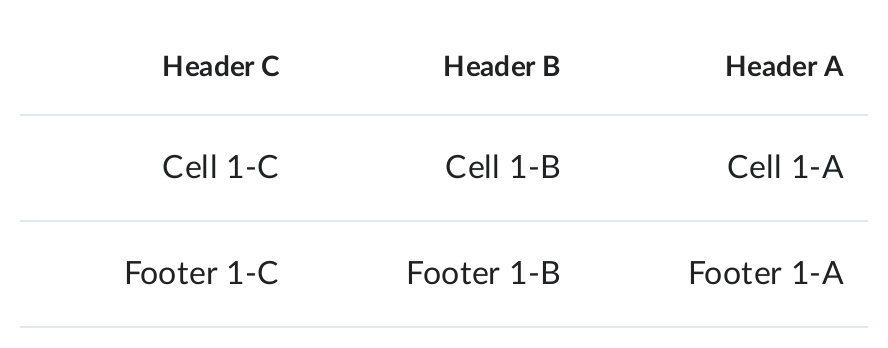 Header C Header B Header A
Cell 1-C Cell 1-B Cell 1-A
Footer 1-C Footer 1-B Footer 1-A